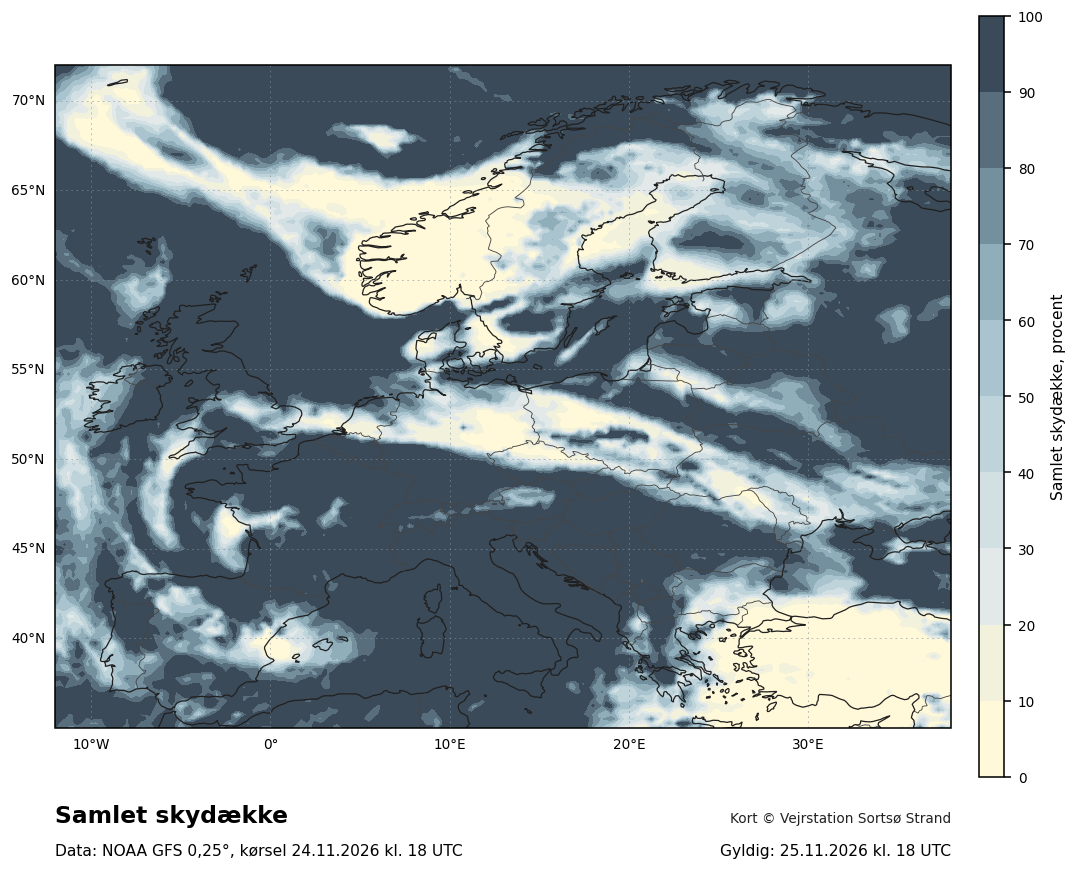 100
90
80
70
60
50
40
30
20
10
0
Samlet skydække, procent
70°N
65°N
60°N
55°N
50°N
45°N
40°N
10°W
0°
10°E
20°E
30°E
Samlet skydække
Kort © Vejrstation Sortsø Strand
Data: NOAA GFS 0,25°, kørsel 24.11.2026 kl. 18 UTC
Gyldig: 25.11.2026 kl. 18 UTC